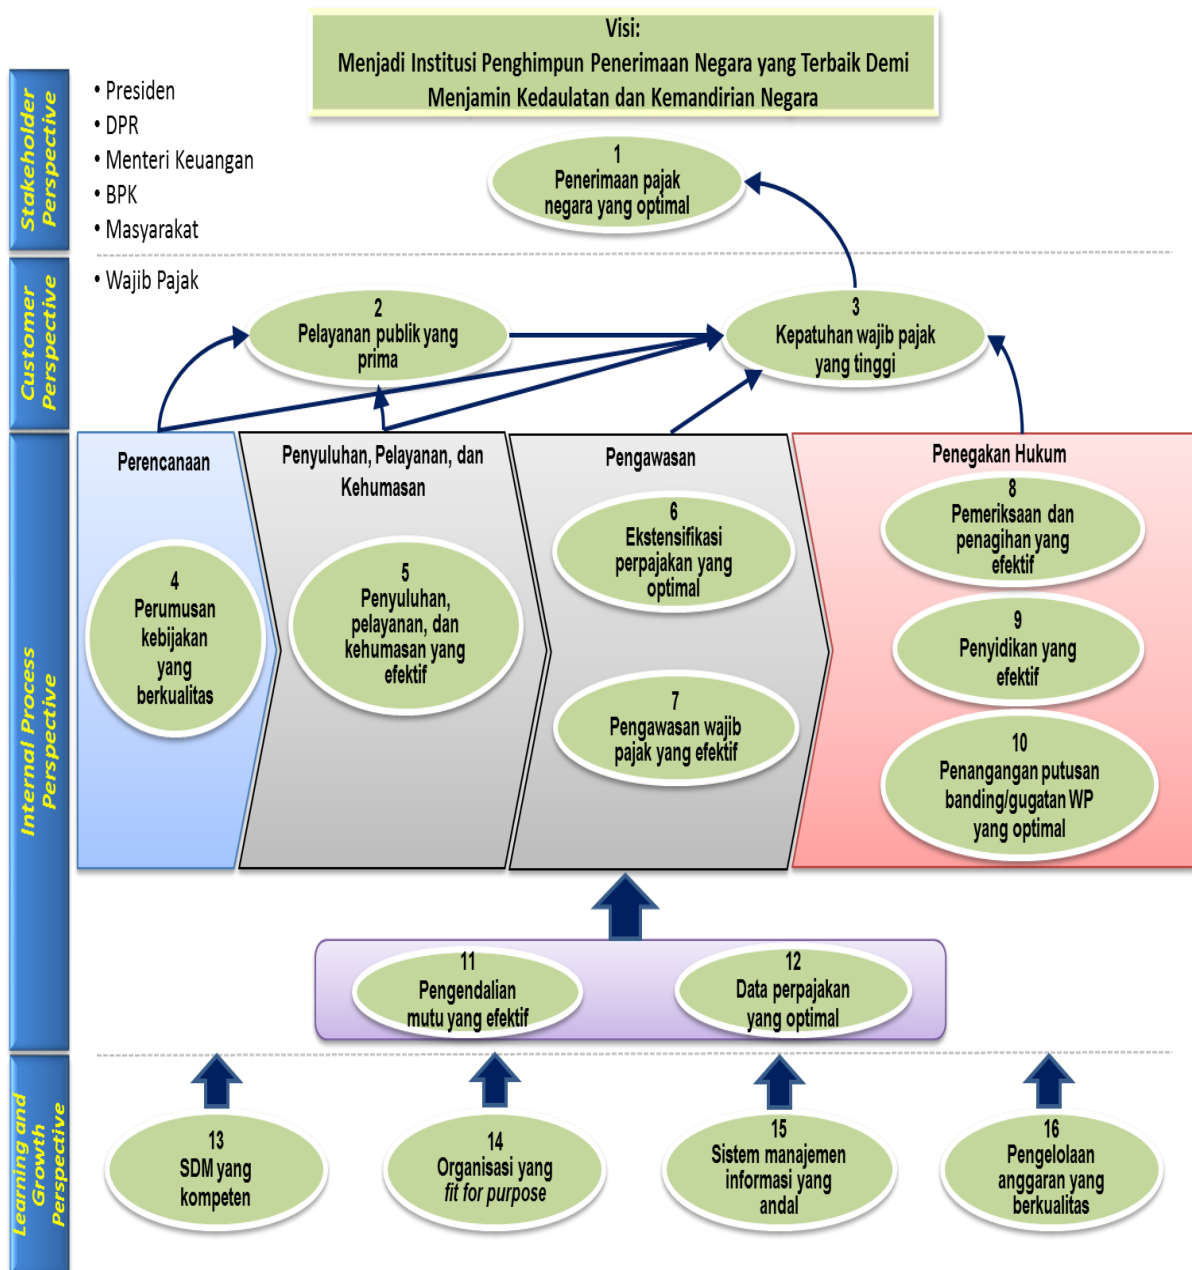 Visi:
Menjadi Institusi Penghimpun Penerimaan Negara yang Terbaik Demi
Menjamin Kedaulatan dan Kemandirian Negara
Stakeholder
Perspective
• Presiden
• DPR
• Menteri Keuangan
• BPK
• Masyarakat
1
Penerimaan pajak
negara yang optimal
Customer
Perspective
• Wajib Pajak
2
Pelayanan publik yang
prima
3
Kepatuhan wajib pajak
yang tinggi
Internal Process
Perspective
Perencanaan
4
Perumusan
kebijakan
yang
berkualitas
Penyuluhan, Pelayanan, dan
Kehumasan
5
Penyuluhan,
pelayanan, dan
kehumasan yang
efektif
Pengawasan
6
Ekstensifikasi
perpajakan yang
optimal
7
Pengawasan wajib
pajak yang efektif
Penegakan Hukum
8
Pemeriksaan dan
penagihan yang
efektif
9
Penyidikan yang
efektif
10
Penangangan putusan
banding/gugatan WP
yang optimal
11
Pengendalian
mutu yang efektif
12
Data perpajakan
yang optimal
Learning and
Growth
Perspective
13
SDM yang
kompeten
14
Organisasi yang
fit for purpose
15
Sistem manajemen
informasi yang
andal
16
Pengelolaan
anggaran yang
berkualitas